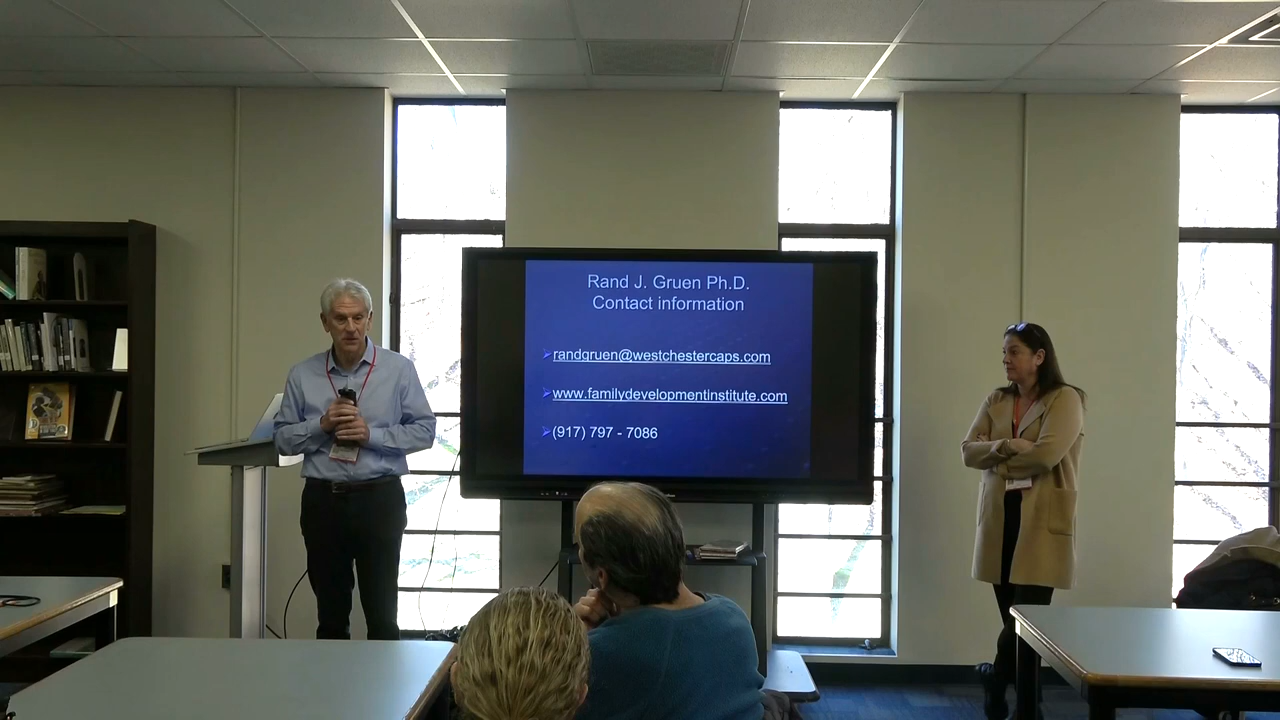 Rand J. Gruen Ph.D.
Contact information
➢randgruen@westchestercaps.com
➢www.familydevelopmentinstitute.com
➢(917) 797 - 7086